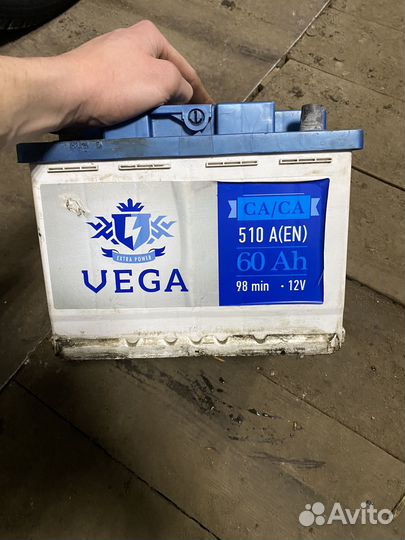 CA/CA
510 A(EN)
60 Ah
98 min · 12V
EXTRA POWER
VEGA
Avito